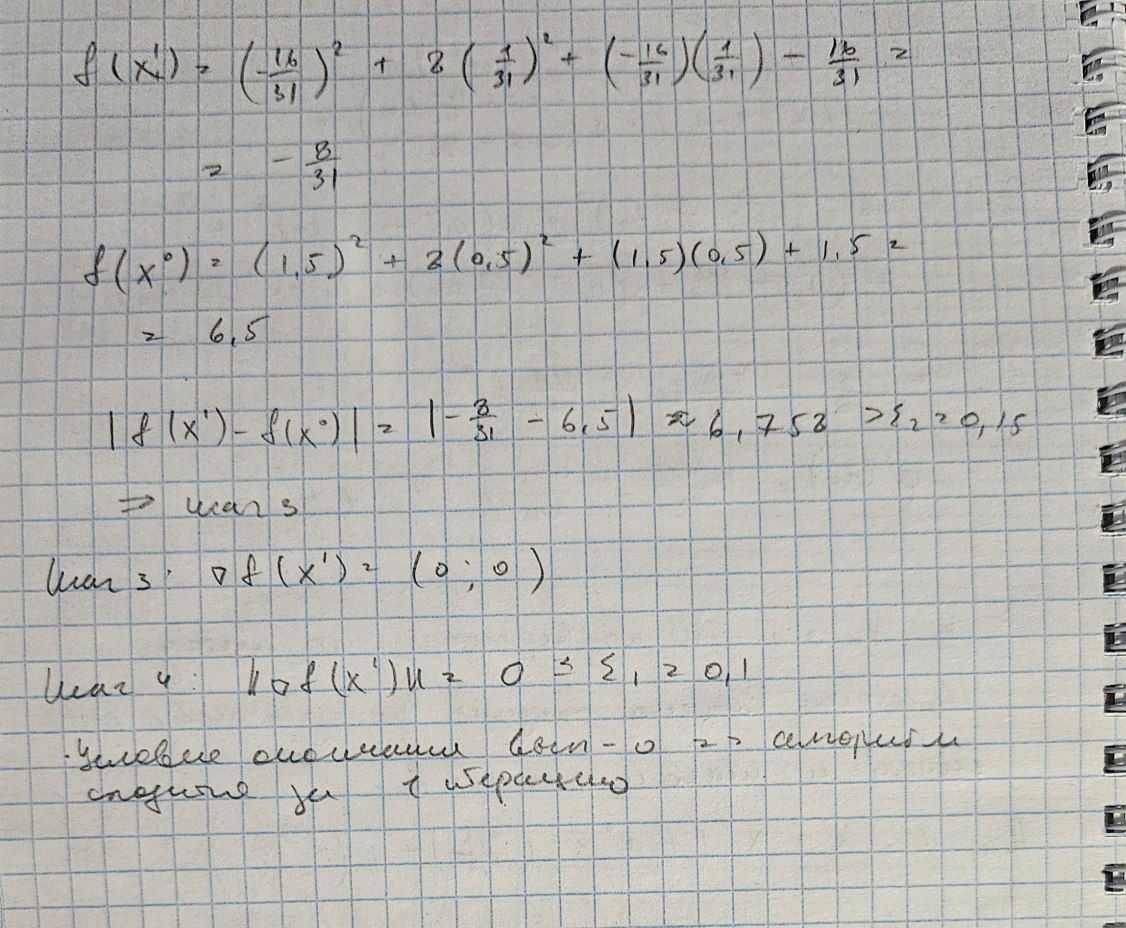 f(x¹) = (-16/31)² + 8(1/31)² + (-16/31)(1/31) - 16/31 =
= - 8/31
f(x⁰) = (1,5)² + 8(0,5)² + (1,5)(0,5) + 1,5 =
= 6,5
|f(x¹) - f(x⁰)| = |- 8/31 - 6,5| ≈ 6,758 > ε₂ = 0,15
⇒ шаг 3
Шаг 3: ∇f(x¹) = (0; 0)
Шаг 4: ||∇f(x¹)|| = 0 ≤ ε₁ = 0,1
Условие окончания вып-о => алгоритм
сходится за 1 итерацию